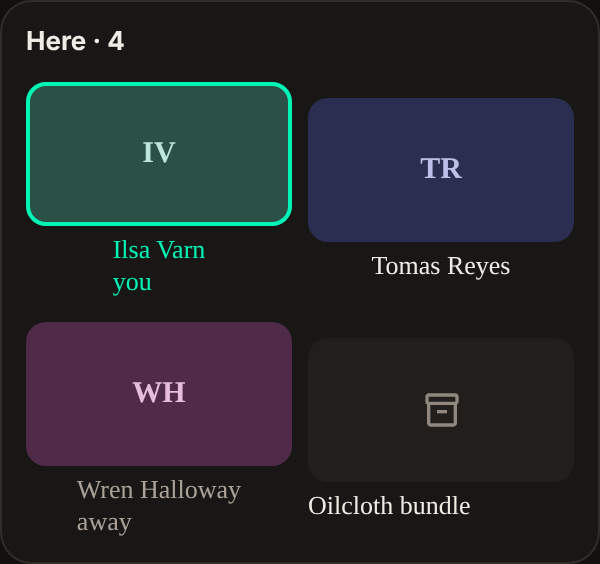 Here · 4
IV
Ilsa Varn
you
TR
Tomas Reyes
WH
Wren Halloway
away
Oilcloth bundle